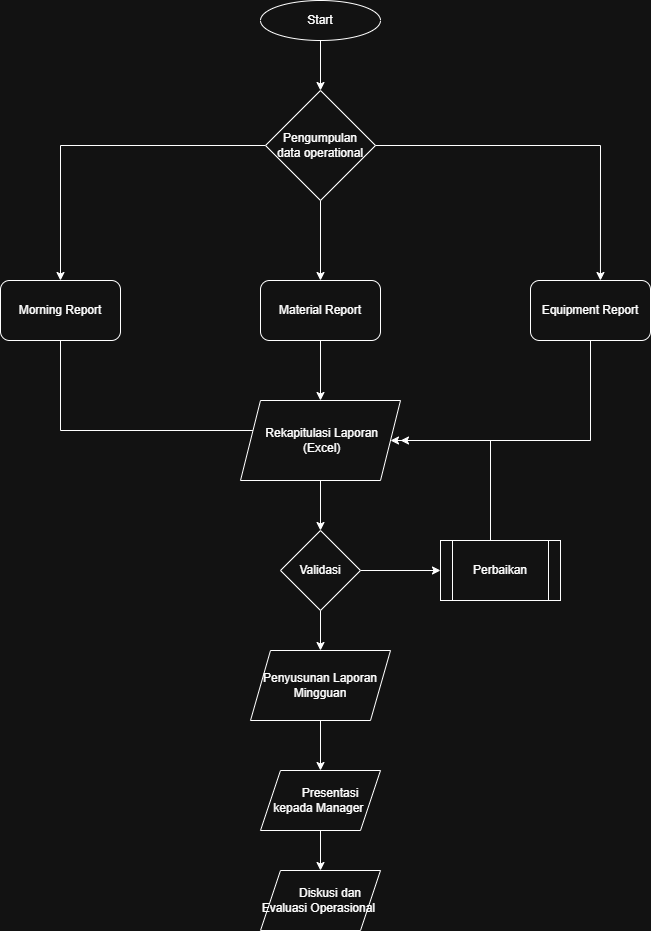 Start
Pengumpulan
data operational
Morning Report
Material Report
Equipment Report
Rekapitulasi Laporan
(Excel)
Validasi
Perbaikan
Penyusunan Laporan
Mingguan
Presentasi
kepada Manager
Diskusi dan
Evaluasi Operasional